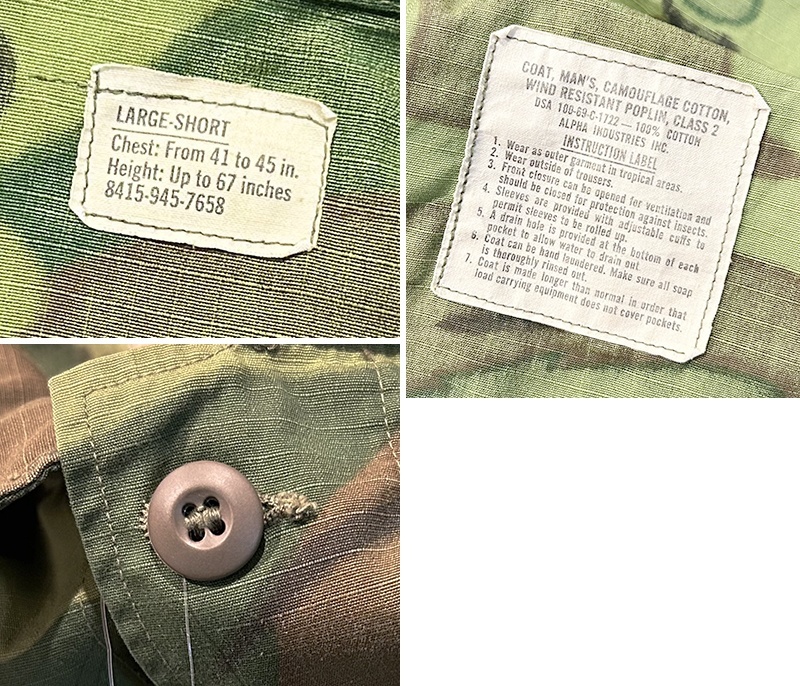 LARGE-SHORT
Chest: From 41 to 45 in.
Height: Up to 67 inches
8415-945-7658
COAT, MAN'S, CAMOUFLAGE COTTON,
WIND RESISTANT POPLIN, CLASS 2
DSA 100-69-C-1722 — 100% COTTON
ALPHA INDUSTRIES INC.
INSTRUCTION LABEL
1. Wear as outer garment in tropical areas.
2. Wear outside of trousers.
3. Front closure can be opened for ventilation and
should be closed for protection against insects.
4. Sleeves are provided with adjustable cuffs to
permit sleeves to be rolled up.
5. A drain hole is provided at the bottom of each
pocket to allow water to drain out.
6. Coat can be hand laundered. Make sure all soap
is thoroughly rinsed out.
7. Coat is made longer than normal in order that
load carrying equipment does not cover pockets.